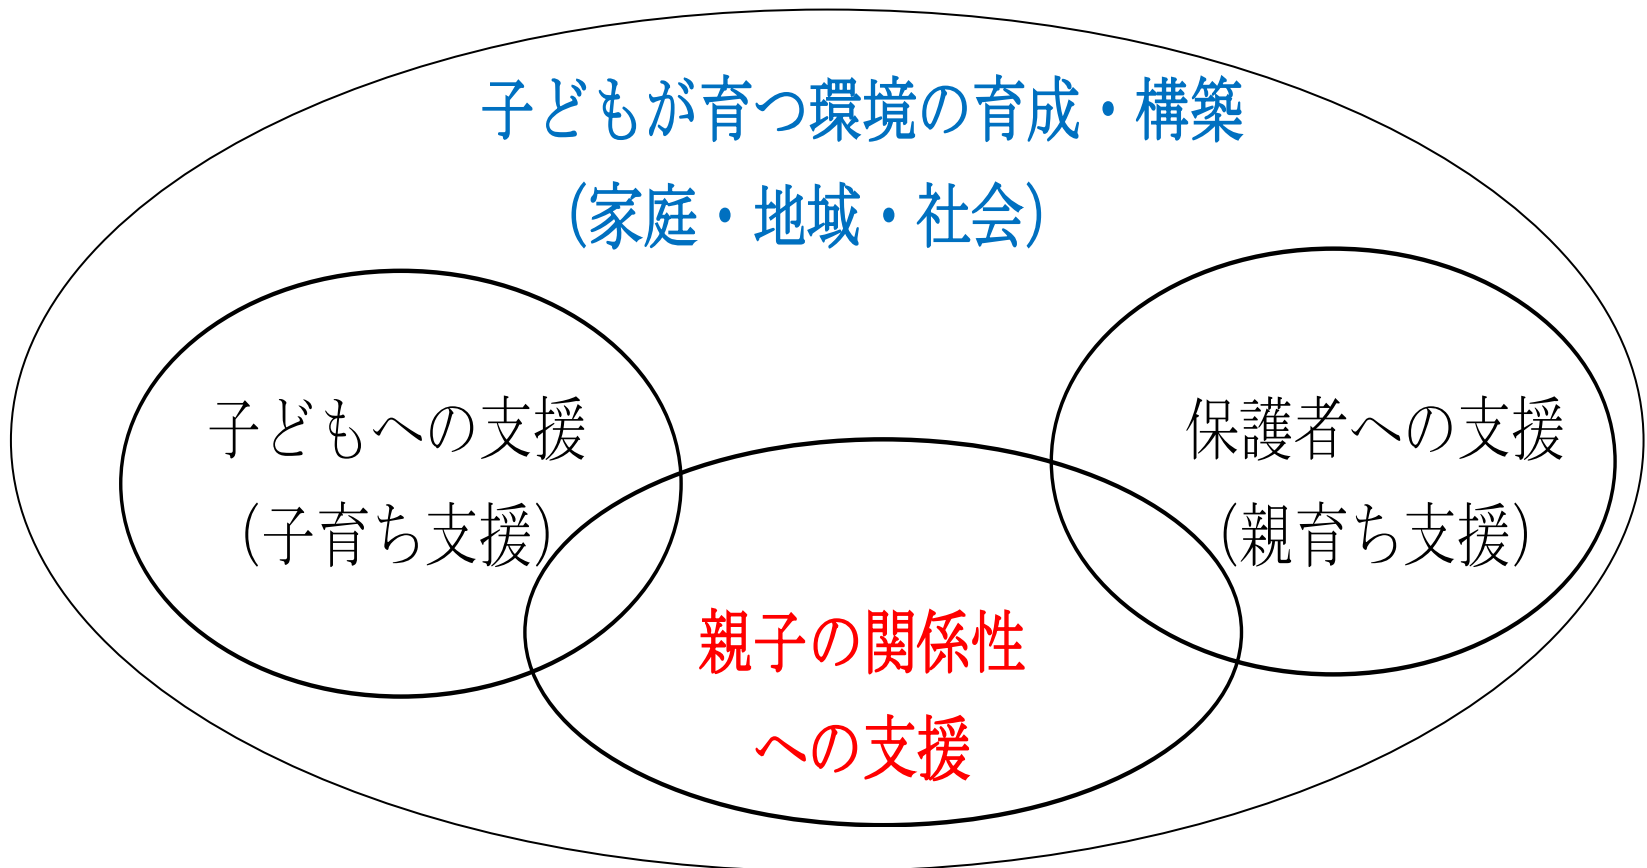 子どもが育つ環境の育成・構築
（家庭・地域・社会）
子どもへの支援
（子育ち支援）
保護者への支援
（親育ち支援）
親子の関係性
への支援